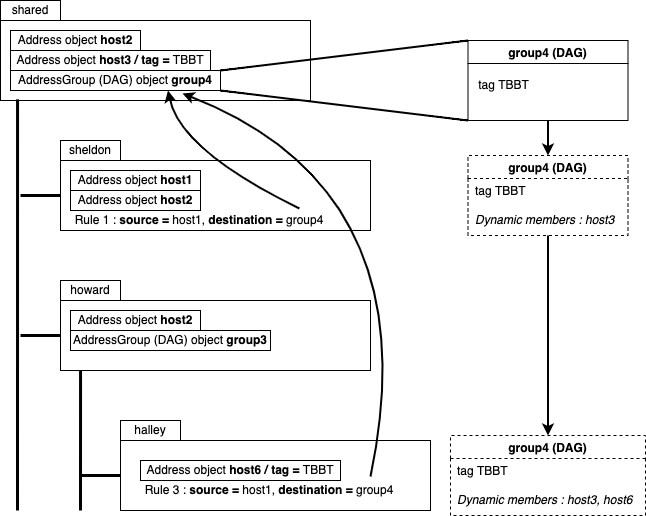 shared
Address object host2
Address object host3 / tag = TBBT
AddressGroup (DAG) object group4
group4 (DAG)
tag TBBT
sheldon
Address object host1
Address object host2
Rule 1 : source = host1, destination = group4
group4 (DAG)
tag TBBT
Dynamic members : host3
howard
Address object host2
AddressGroup (DAG) object group3
halley
Address object host6 / tag = TBBT
Rule 3 : source = host1, destination = group4
group4 (DAG)
tag TBBT
Dynamic members : host3, host6